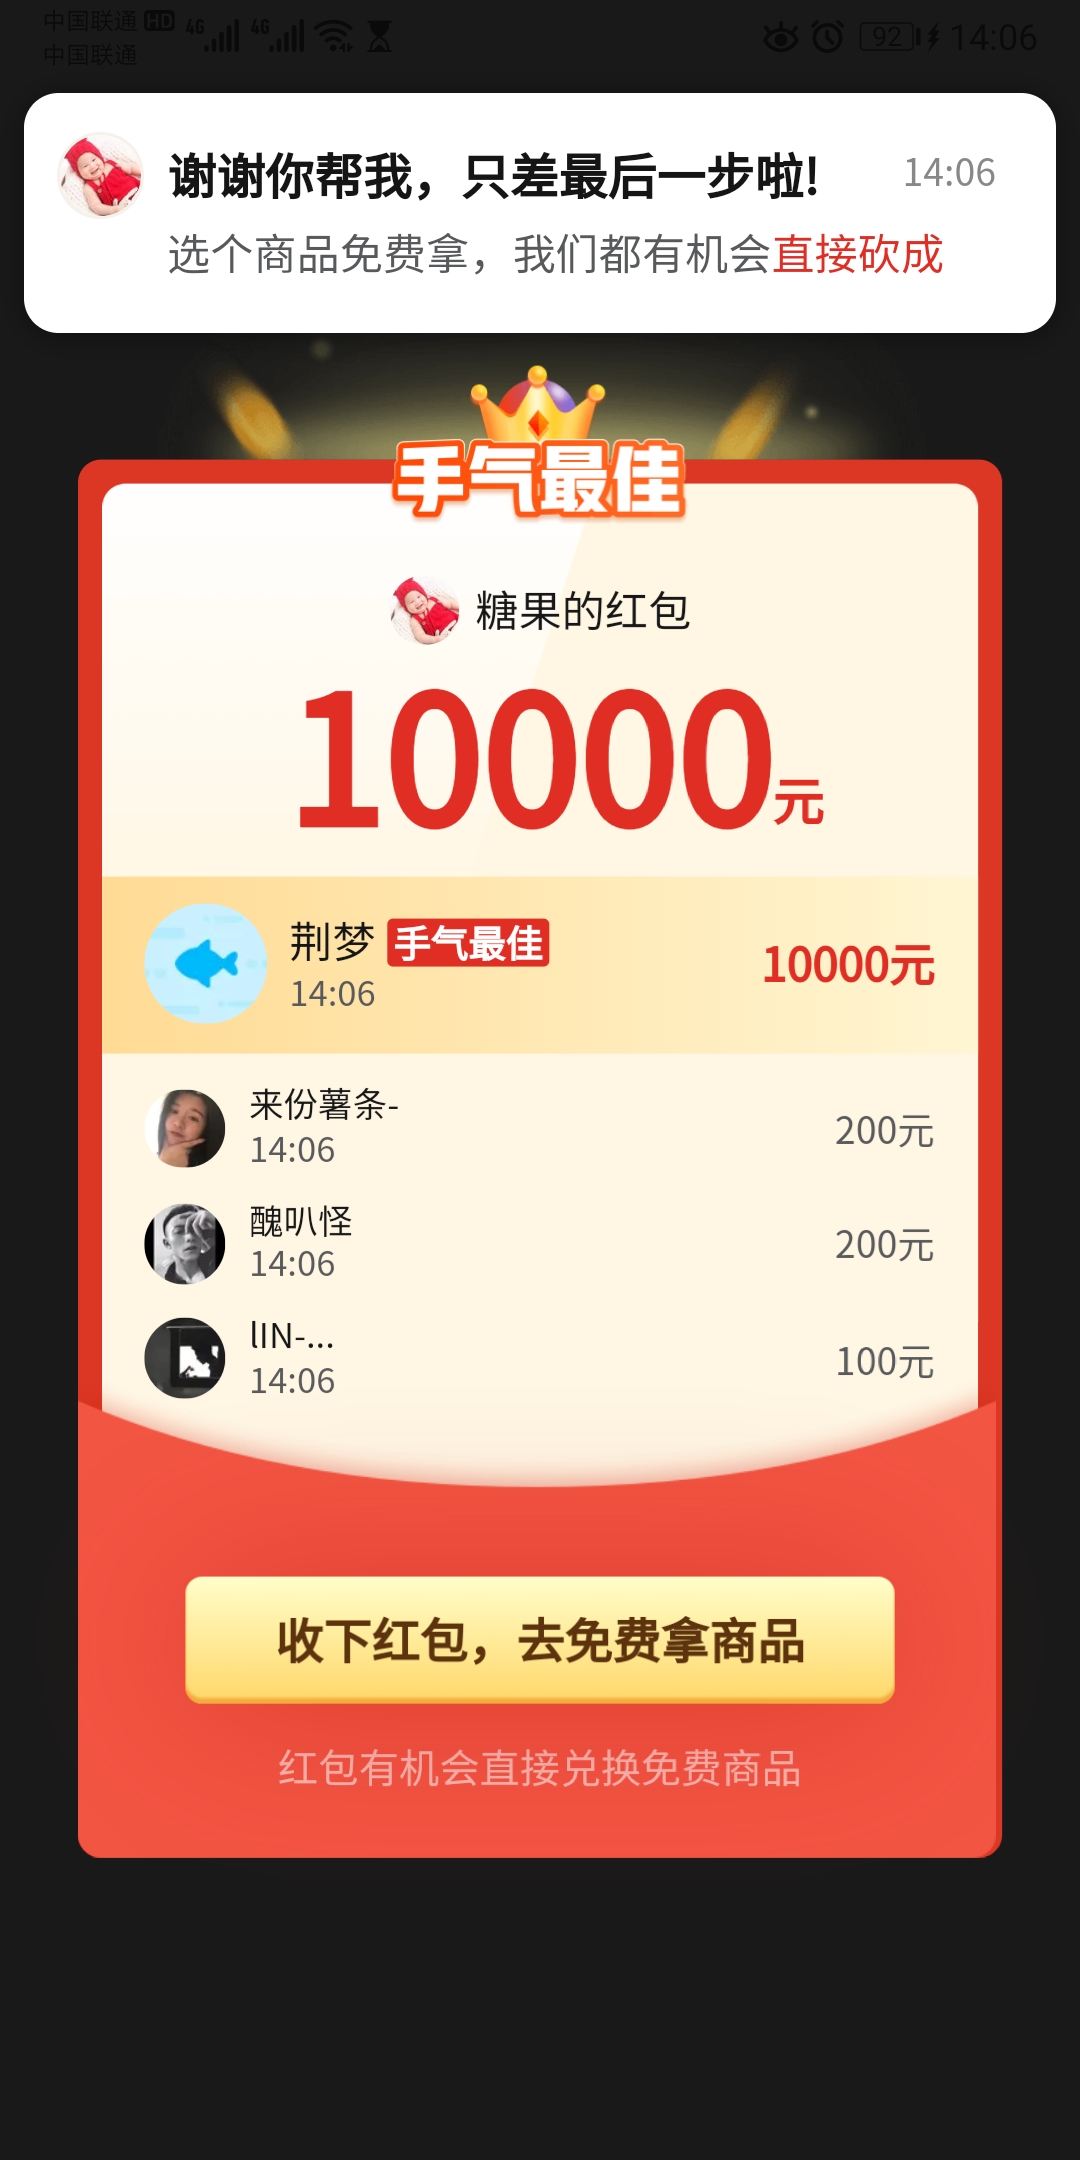 中国联通 HD 4G 4G 92 14:06
中国联通
谢谢你帮我，只差最后一步啦!
14:06
选个商品免费拿，我们都有机会直接砍成
手气最佳
糖果的红包
10000元
荆梦 手气最佳
14:06
10000元
来份薯条-
14:06
200元
醜叭怪
14:06
200元
lIN-...
14:06
100元
收下红包，去免费拿商品
红包有机会直接兑换免费商品